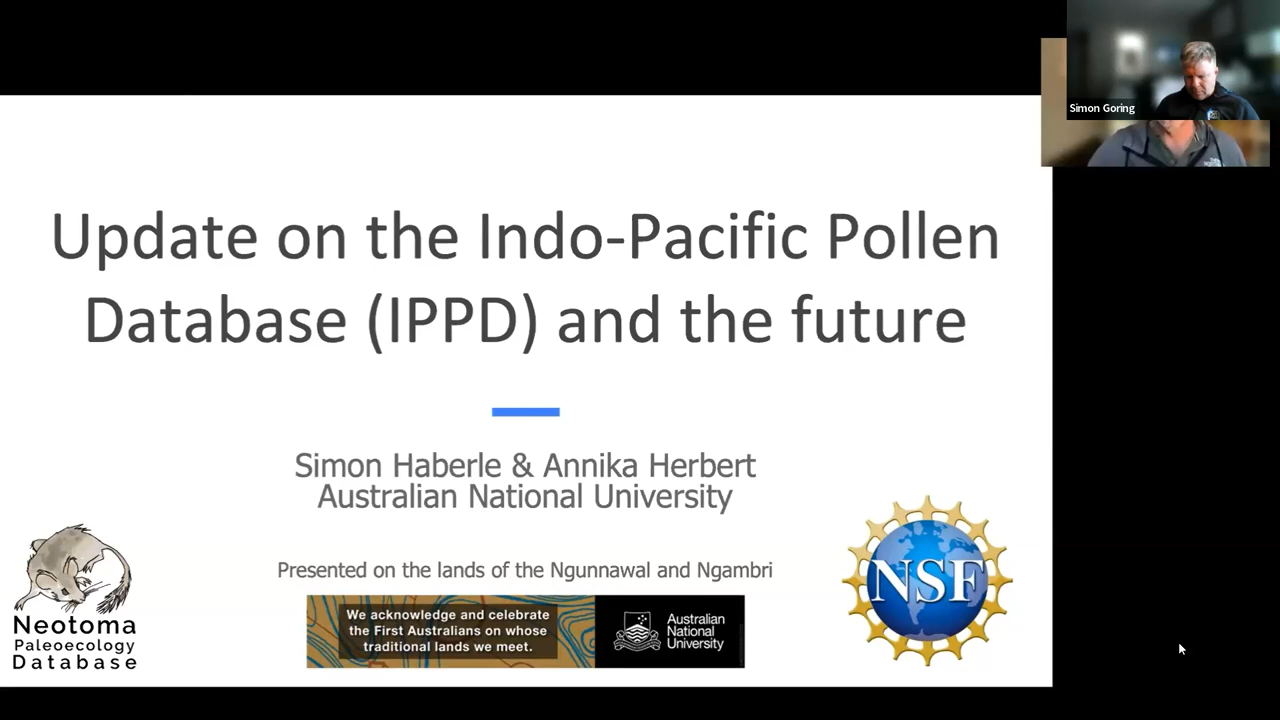 Simon Goring
Update on the Indo-Pacific Pollen
Database (IPPD) and the future
Simon Haberle & Annika Herbert
Australian National University
Presented on the lands of the Ngunnawal and Ngambri
We acknowledge and celebrate
the First Australians on whose
traditional lands we meet.
Australian
National
University
Neotoma
Paleoecology
Database
NSF